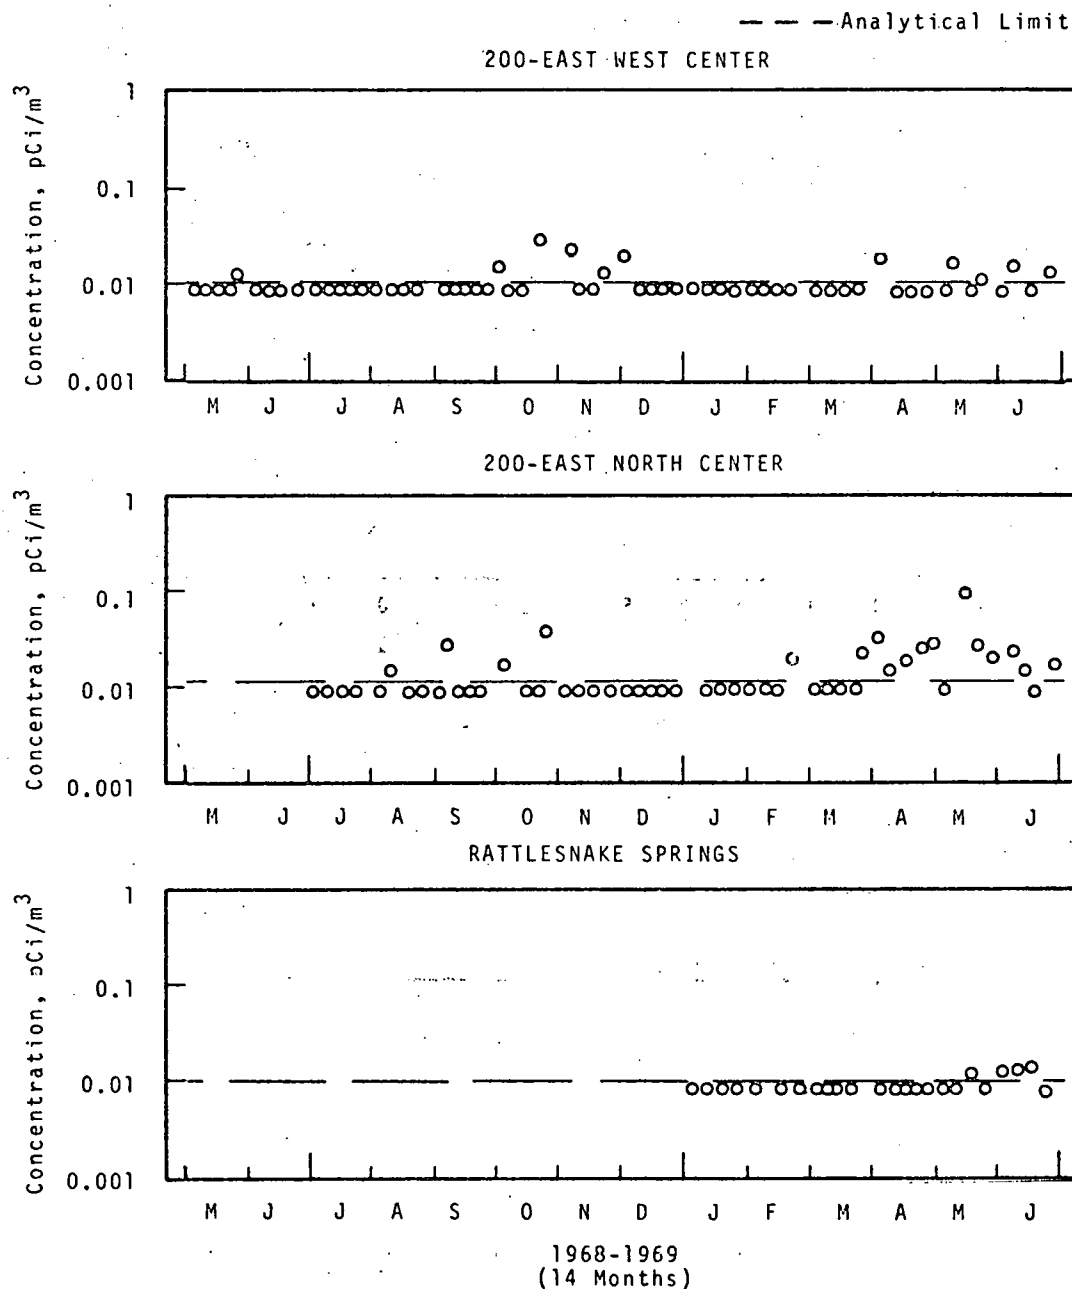 — — — Analytical Limit
200-EAST WEST CENTER
Concentration, pCi/m³
1
0.1
0.01
0.001
M J J A S O N D J F M A M J
200-EAST NORTH CENTER
Concentration, pCi/m³
1
0.1
0.01
0.001
M J J A S O N D J F M A M J
RATTLESNAKE SPRINGS
Concentration, pCi/m³
1
0.1
0.01
0.001
M J J A S O N D J F M A M J
1968-1969
(14 Months)